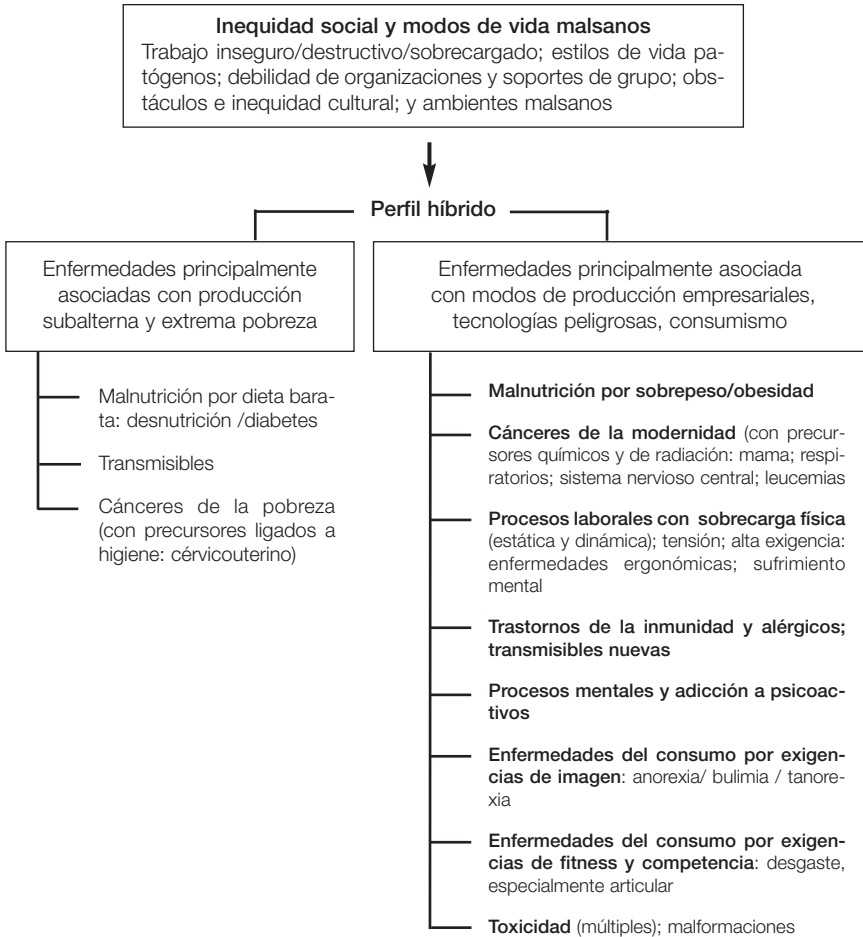 Inequidad social y modos de vida malsanos
Trabajo inseguro/destructivo/sobrecargado; estilos de vida pa-
tógenos; debilidad de organizaciones y soportes de grupo; obs-
táculos e inequidad cultural; y ambientes malsanos
Perfil híbrido
Enfermedades principalmente
asociadas con producción
subalterna y extrema pobreza
Malnutrición por dieta bara-
ta: desnutrición /diabetes
Transmisibles
Cánceres de la pobreza
(con precursores ligados a
higiene: cérvicouterino)
Enfermedades principalmente asociada
con modos de producción empresariales,
tecnologías peligrosas, consumismo
Malnutrición por sobrepeso/obesidad
Cánceres de la modernidad (con precur-
sores químicos y de radiación: mama; respi-
ratorios; sistema nervioso central; leucemias
Procesos laborales con sobrecarga física
(estática y dinámica); tensión; alta exigencia:
enfermedades ergonómicas; sufrimiento
mental
Trastornos de la inmunidad y alérgicos;
transmisibles nuevas
Procesos mentales y adicción a psicoac-
tivos
Enfermedades del consumo por exigen-
cias de imagen: anorexia/ bulimia / tanore-
xia
Enfermedades del consumo por exigen-
cias de fitness y competencia: desgaste,
especialmente articular
Toxicidad (múltiples); malformaciones